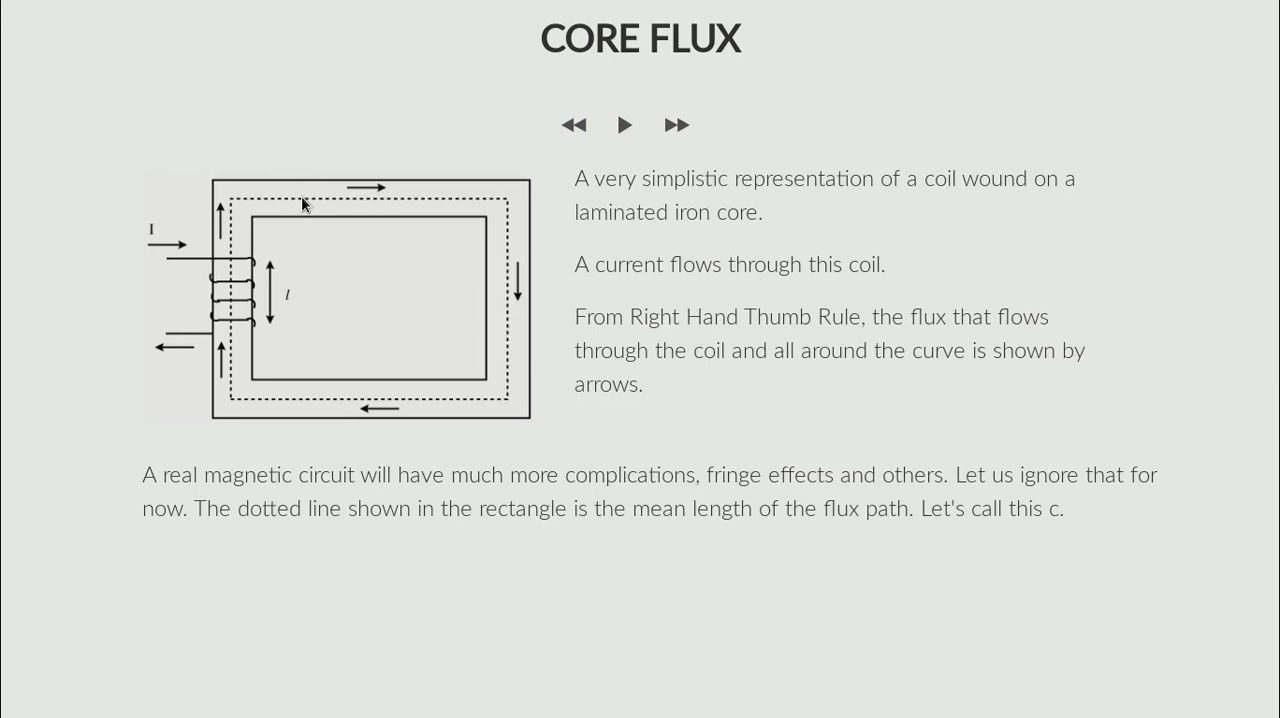 CORE FLUX
I
l
A very simplistic representation of a coil wound on a
laminated iron core.
A current flows through this coil.
From Right Hand Thumb Rule, the flux that flows
through the coil and all around the curve is shown by
arrows.
A real magnetic circuit will have much more complications, fringe effects and others. Let us ignore that for
now. The dotted line shown in the rectangle is the mean length of the flux path. Let's call this c.